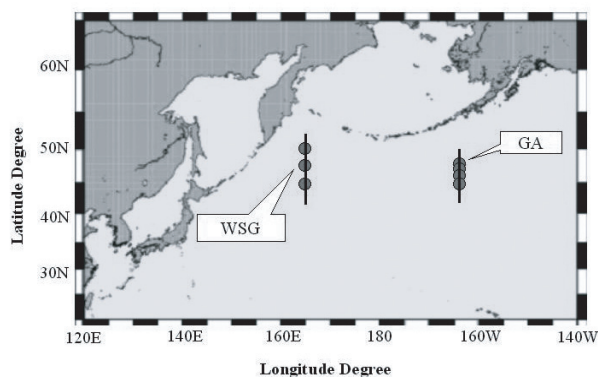 60N
50N
40N
30N
Latitude Degree
GA
WSG
120E
140E
160E
180
160W
140W
Longitude Degree